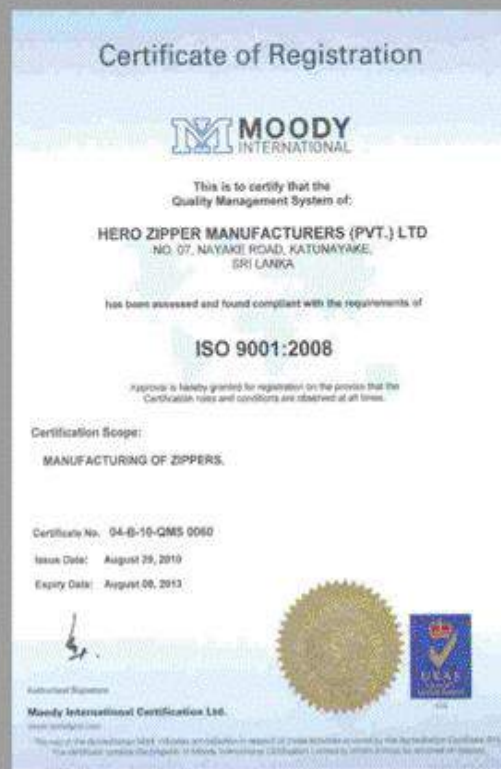 Certificate of Registration
MOODY
INTERNATIONAL
This is to certify that the
Quality Management System of:
HERO ZIPPER MANUFACTURERS (PVT.) LTD
NO. 07, NAYAKE ROAD, KATUNAYAKE,
SRI LANKA
has been assessed and found compliant with the requirements of
ISO 9001:2008
Approval is hereby granted for registration on the proviso that the
Certification rules and conditions are observed at all times.
Certification Scope:
MANUFACTURING OF ZIPPERS.
Certificate No. 04-B-10-QMS 0060
Issue Date: August 29, 2010
Expiry Date: August 08, 2013
Authorised Signature
Moody International Certification Ltd.
UKAS